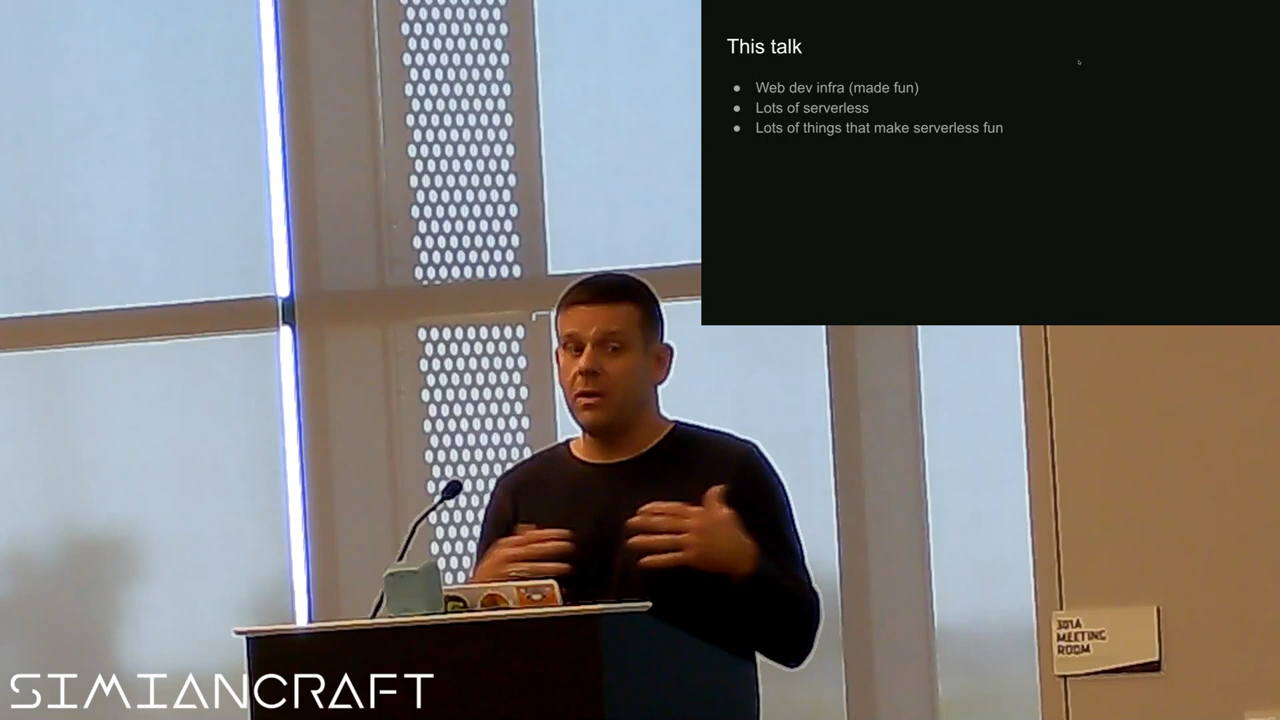 This talk
● Web dev infra (made fun)
● Lots of serverless
● Lots of things that make serverless fun
301A
MEETING
ROOM
SIMIANCRAFT